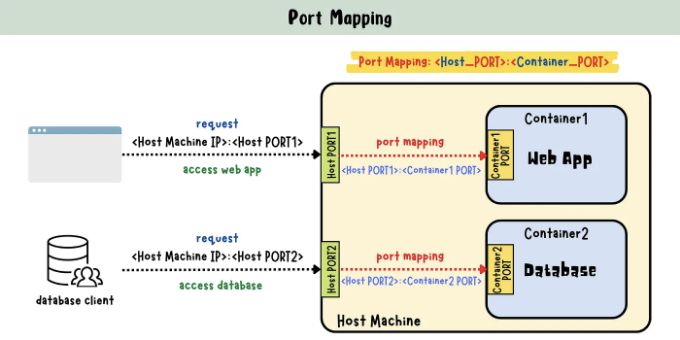 Port Mapping
Port Mapping: <Host_PORT>:<Container_PORT>
request
<Host Machine IP>:<Host PORT1>
access web app
Host PORT1
port mapping
<Host PORT1>:<Container1 PORT>
Container1
Container1
PORT
Web App
request
<Host Machine IP>:<Host PORT2>
access database
database client
Host PORT2
port mapping
<Host PORT2>:<Container2 PORT>
Container2
Container2
PORT
Database
Host Machine